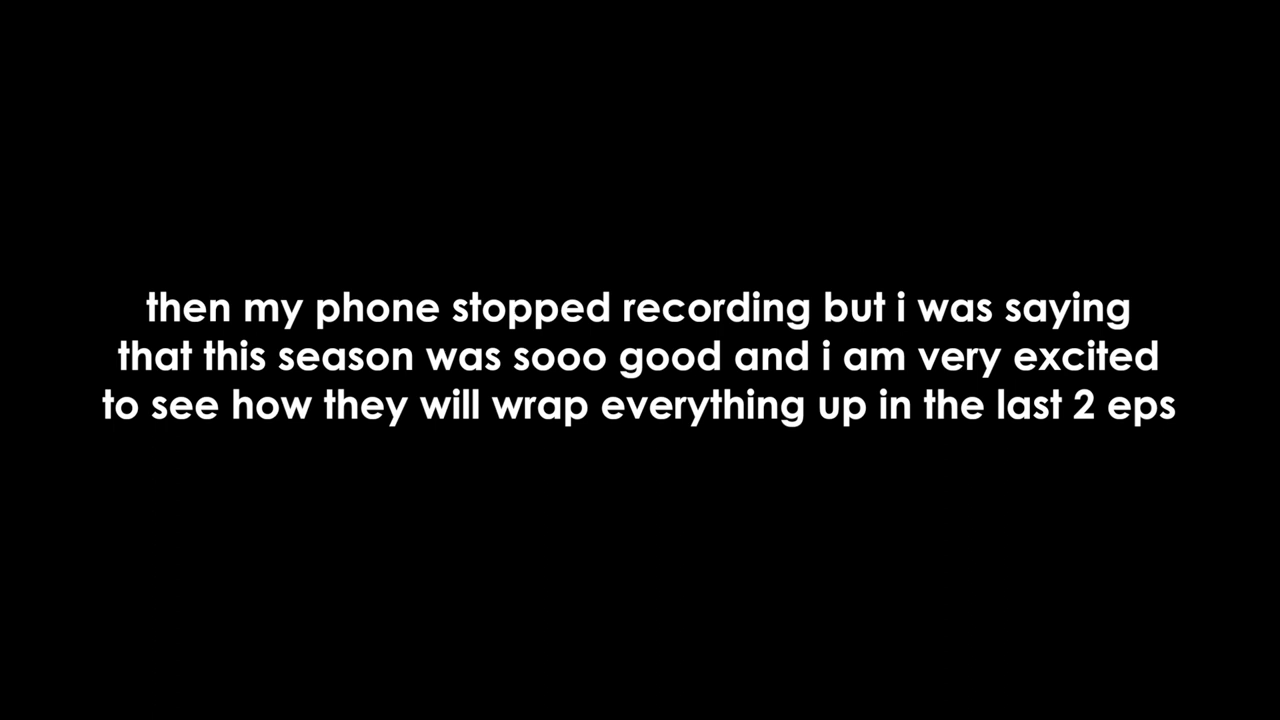 then my phone stopped recording but i was saying
that this season was sooo good and i am very excited
to see how they will wrap everything up in the last 2 eps